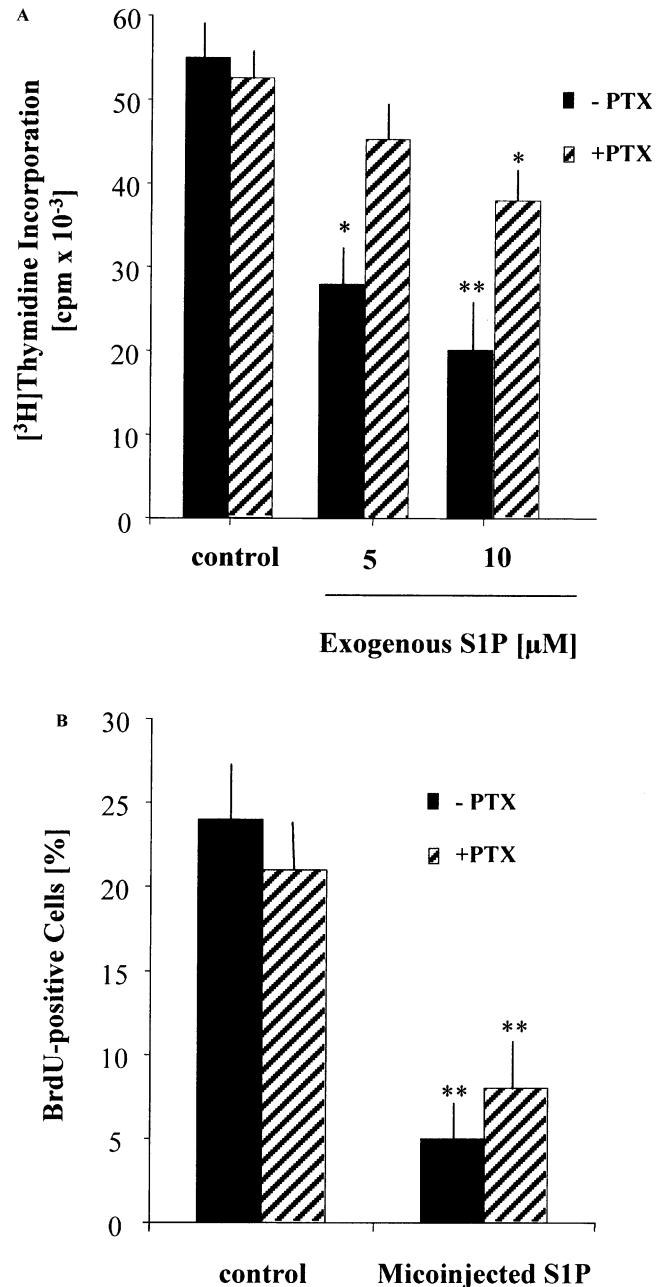 A
[³H]Thymidine Incorporation
[cpm x 10⁻³]
60
50
40
30
20
10
0
- PTX
+PTX
*
**
*
control
5
10
Exogenous S1P [µM]
B
BrdU-positive Cells [%]
30
25
20
15
10
5
0
- PTX
+PTX
**
**
control
Micoinjected S1P